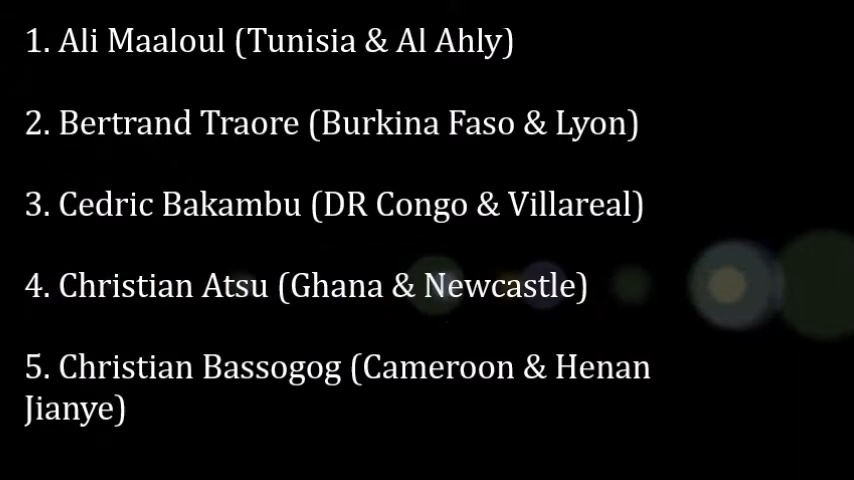 1. Ali Maaloul (Tunisia & Al Ahly)
2. Bertrand Traore (Burkina Faso & Lyon)
3. Cedric Bakambu (DR Congo & Villareal)
4. Christian Atsu (Ghana & Newcastle)
5. Christian Bassogog (Cameroon & Henan
Jianye)